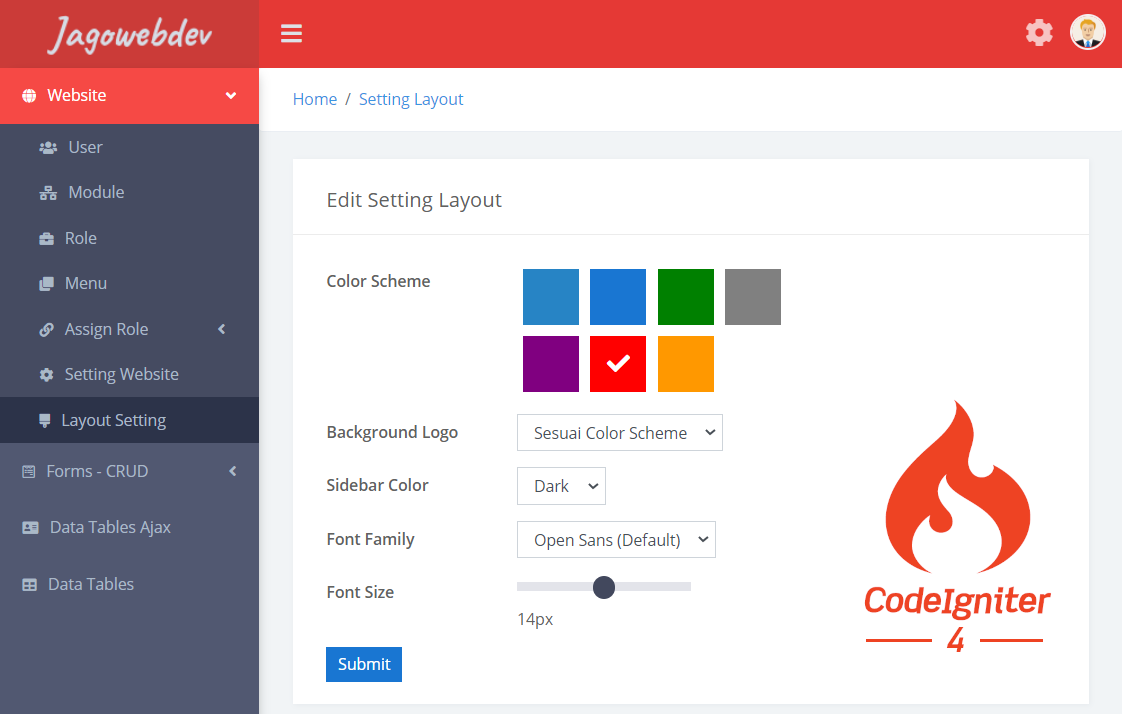 Jagowebdev
Website
User
Module
Role
Menu
Assign Role
Setting Website
Layout Setting
Forms - CRUD
Data Tables Ajax
Data Tables
Home / Setting Layout
Edit Setting Layout
Color Scheme
Background Logo Sesuai Color Scheme
Sidebar Color Dark
Font Family Open Sans (Default)
Font Size
14px
Submit
CodeIgniter
4